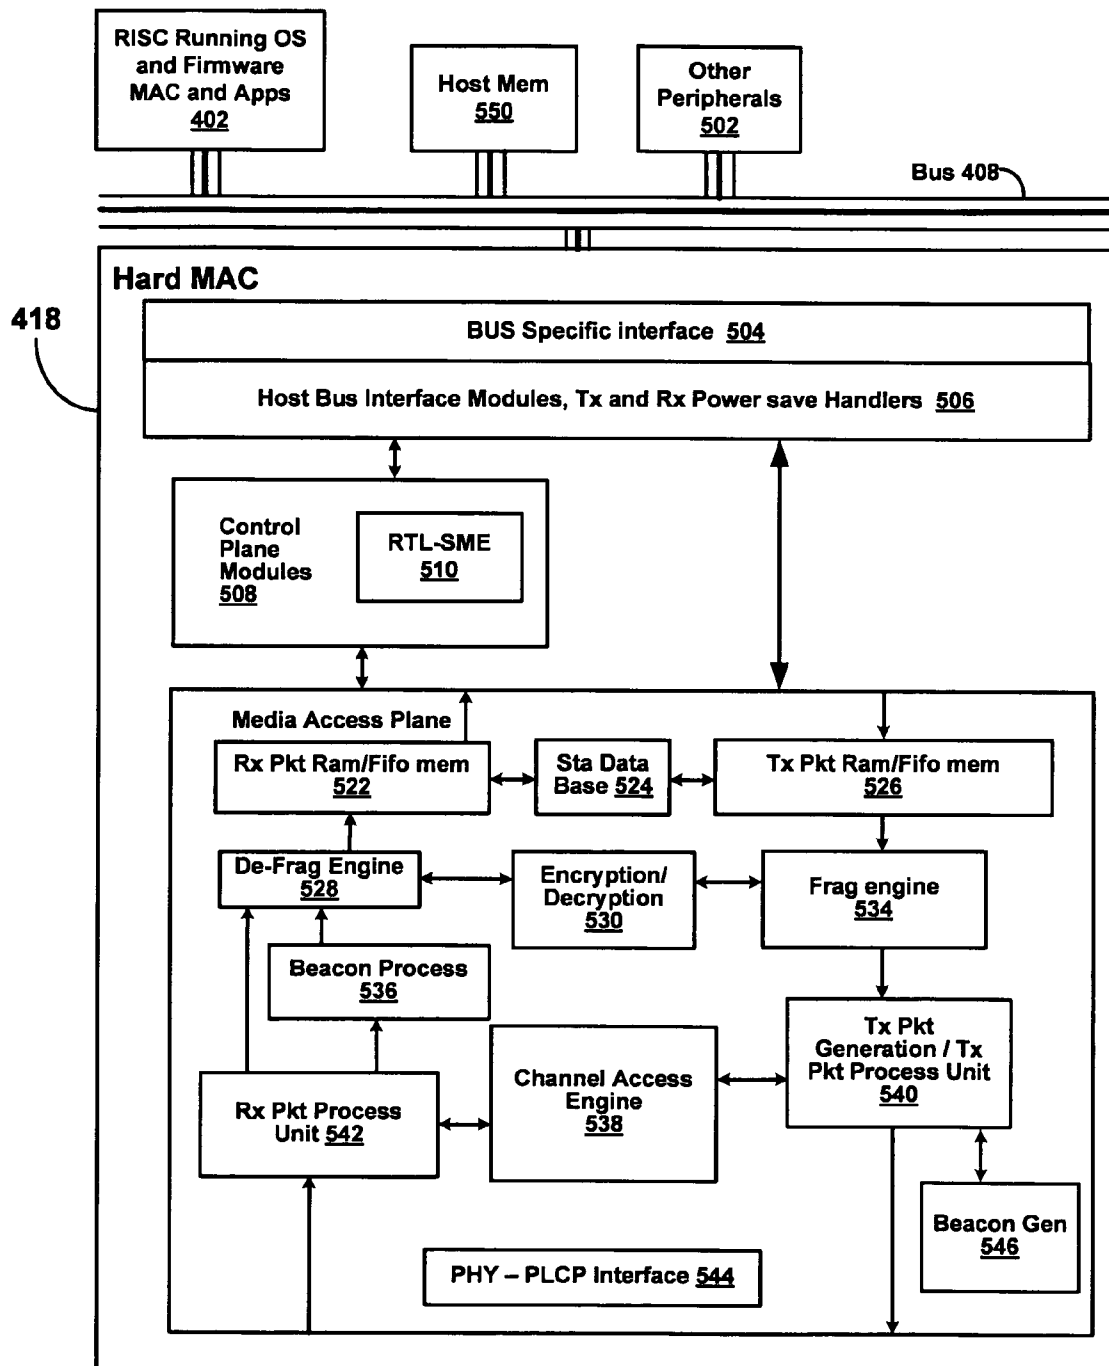 RISC Running OS
and Firmware
MAC and Apps
402
Host Mem
550
Other
Peripherals
502
Bus 408
Hard MAC
418
BUS Specific interface 504
Host Bus Interface Modules, Tx and Rx Power save Handlers 506
Control
Plane
Modules
508
RTL-SME
510
Media Access Plane
Rx Pkt Ram/Fifo mem
522
Sta Data
Base 524
Tx Pkt Ram/Fifo mem
526
De-Frag Engine
528
Encryption/
Decryption
530
Frag engine
534
Beacon Process
536
Tx Pkt
Generation / Tx
Pkt Process Unit
540
Channel Access
Engine
538
Rx Pkt Process
Unit 542
Beacon Gen
546
PHY – PLCP Interface 544